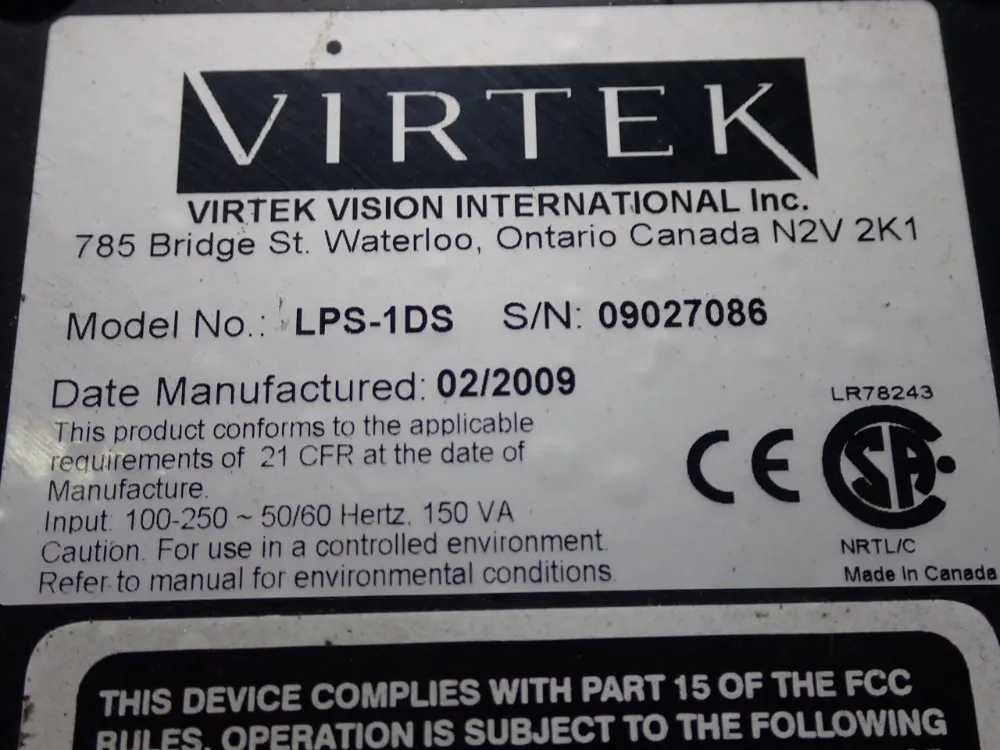 VIRTEK
VIRTEK VISION INTERNATIONAL Inc.
785 Bridge St. Waterloo, Ontario Canada N2V 2K1
Model No.: LPS-1DS S/N: 09027086
Date Manufactured: 02/2009
This product conforms to the applicable
requirements of 21 CFR at the date of
Manufacture.
Input: 100-250 ~ 50/60 Hertz, 150 VA
Caution: For use in a controlled environment.
Refer to manual for environmental conditions
LR78243
CE SA
NRTL/C
Made In Canada
THIS DEVICE COMPLIES WITH PART 15 OF THE FCC
RULES. OPERATION IS SUBJECT TO THE FOLLOWING